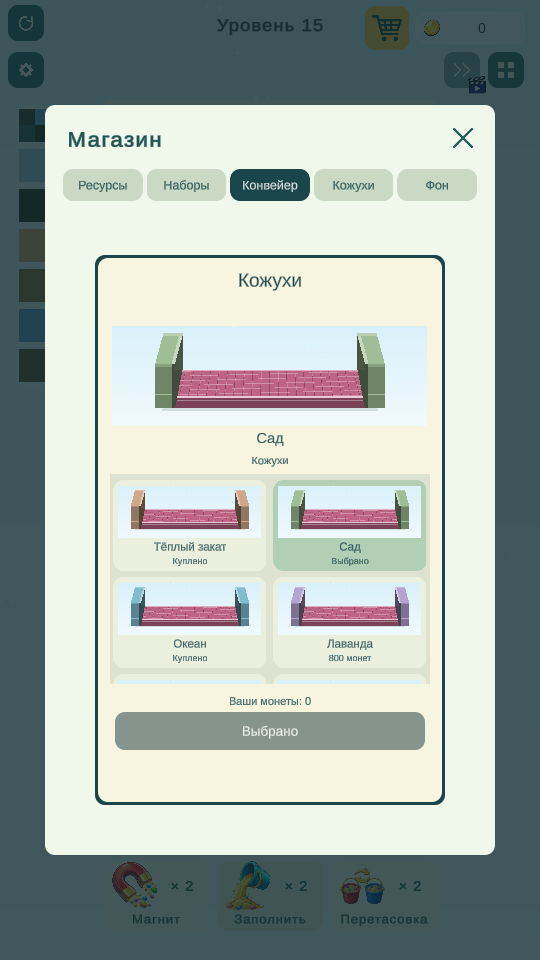 Уровень 15
0
Магазин
Ресурсы
Наборы
Конвейер
Кожухи
Фон
Кожухи
Сад
Кожухи
Тёплый закат
Куплено
Сад
Выбрано
Океан
Куплено
Лаванда
800 монет
Ваши монеты: 0
Выбрано
× 2
× 2
× 2
Магнит
Заполнить
Перетасовка